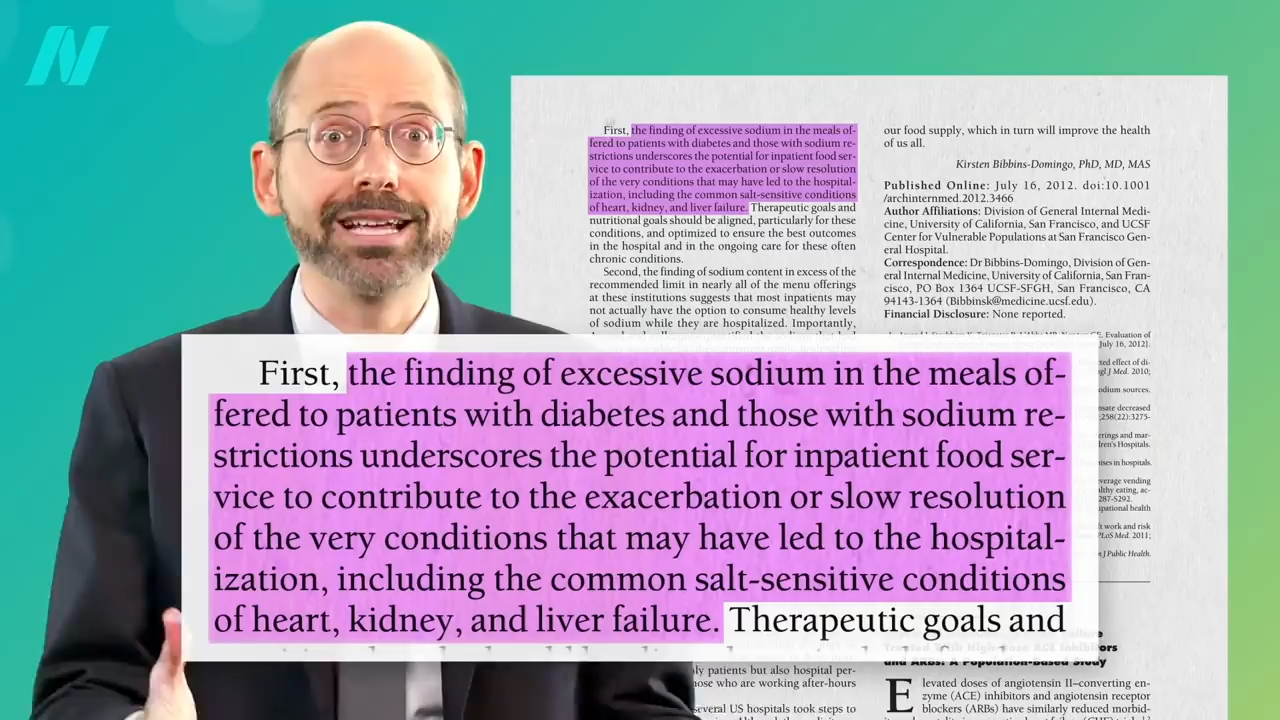 First, the finding of excessive sodium in the meals of-
fered to patients with diabetes and those with sodium re-
strictions underscores the potential for inpatient food ser-
vice to contribute to the exacerbation or slow resolution
of the very conditions that may have led to the hospital-
ization, including the common salt-sensitive conditions
of heart, kidney, and liver failure. Therapeutic goals and
nutritional goals should be aligned, particularly for these
conditions, and optimized to ensure the best outcomes
in the hospital and in the ongoing care for these often
chronic conditions.
Second, the finding of sodium content in excess of the
recommended limit in nearly all of the menu offerings
at these institutions suggests that most inpatients may
not actually have the option to consume healthy levels
of sodium while they are hospitalized. Importantly,
our food supply, which in turn will improve the health
of us all.
Kirsten Bibbins-Domingo, PhD, MD, MAS
Published Online: July 16, 2012. doi:10.1001
/archinternmed.2012.3466
Author Affiliations: Division of General Internal Medi-
cine, University of California, San Francisco, and UCSF
Center for Vulnerable Populations at San Francisco Gen-
eral Hospital.
Correspondence: Dr Bibbins-Domingo, Division of Gen-
eral Internal Medicine, University of California, San Fran-
cisco, PO Box 1364 UCSF-SFGH, San Francisco, CA
94143-1364 (Bibbinsk@medicine.ucsf.edu).
Financial Disclosure: None reported.
First, the finding of excessive sodium in the meals of-
fered to patients with diabetes and those with sodium re-
strictions underscores the potential for inpatient food ser-
vice to contribute to the exacerbation or slow resolution
of the very conditions that may have led to the hospital-
ization, including the common salt-sensitive conditions
of heart, kidney, and liver failure. Therapeutic goals and
patients but also hospital per-
who are working after-hours
several US hospitals took steps to
and ARBs: A Population-Based Study
Elevated doses of angiotensin II–converting en-
zyme (ACE) inhibitors and angiotensin receptor
blockers (ARBs) have similarly reduced morbid-